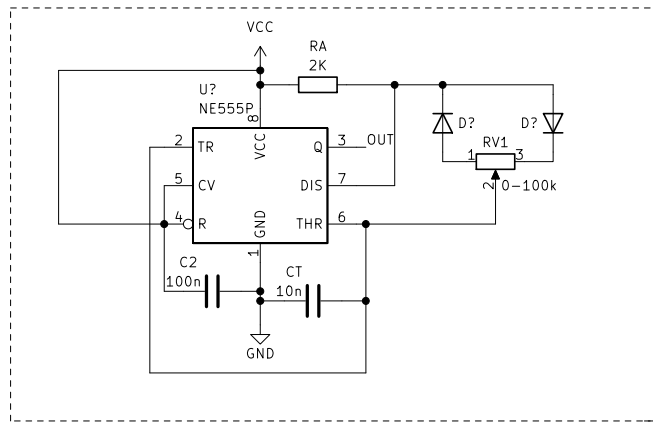 VCC
RA
2K
U?
NE555P
8
VCC
2
TR
Q
3
OUT
5
CV
DIS
7
4
R
GND
THR
6
1
D?
D?
RV1
1
3
2
0-100k
C2
100n
CT
10n
GND